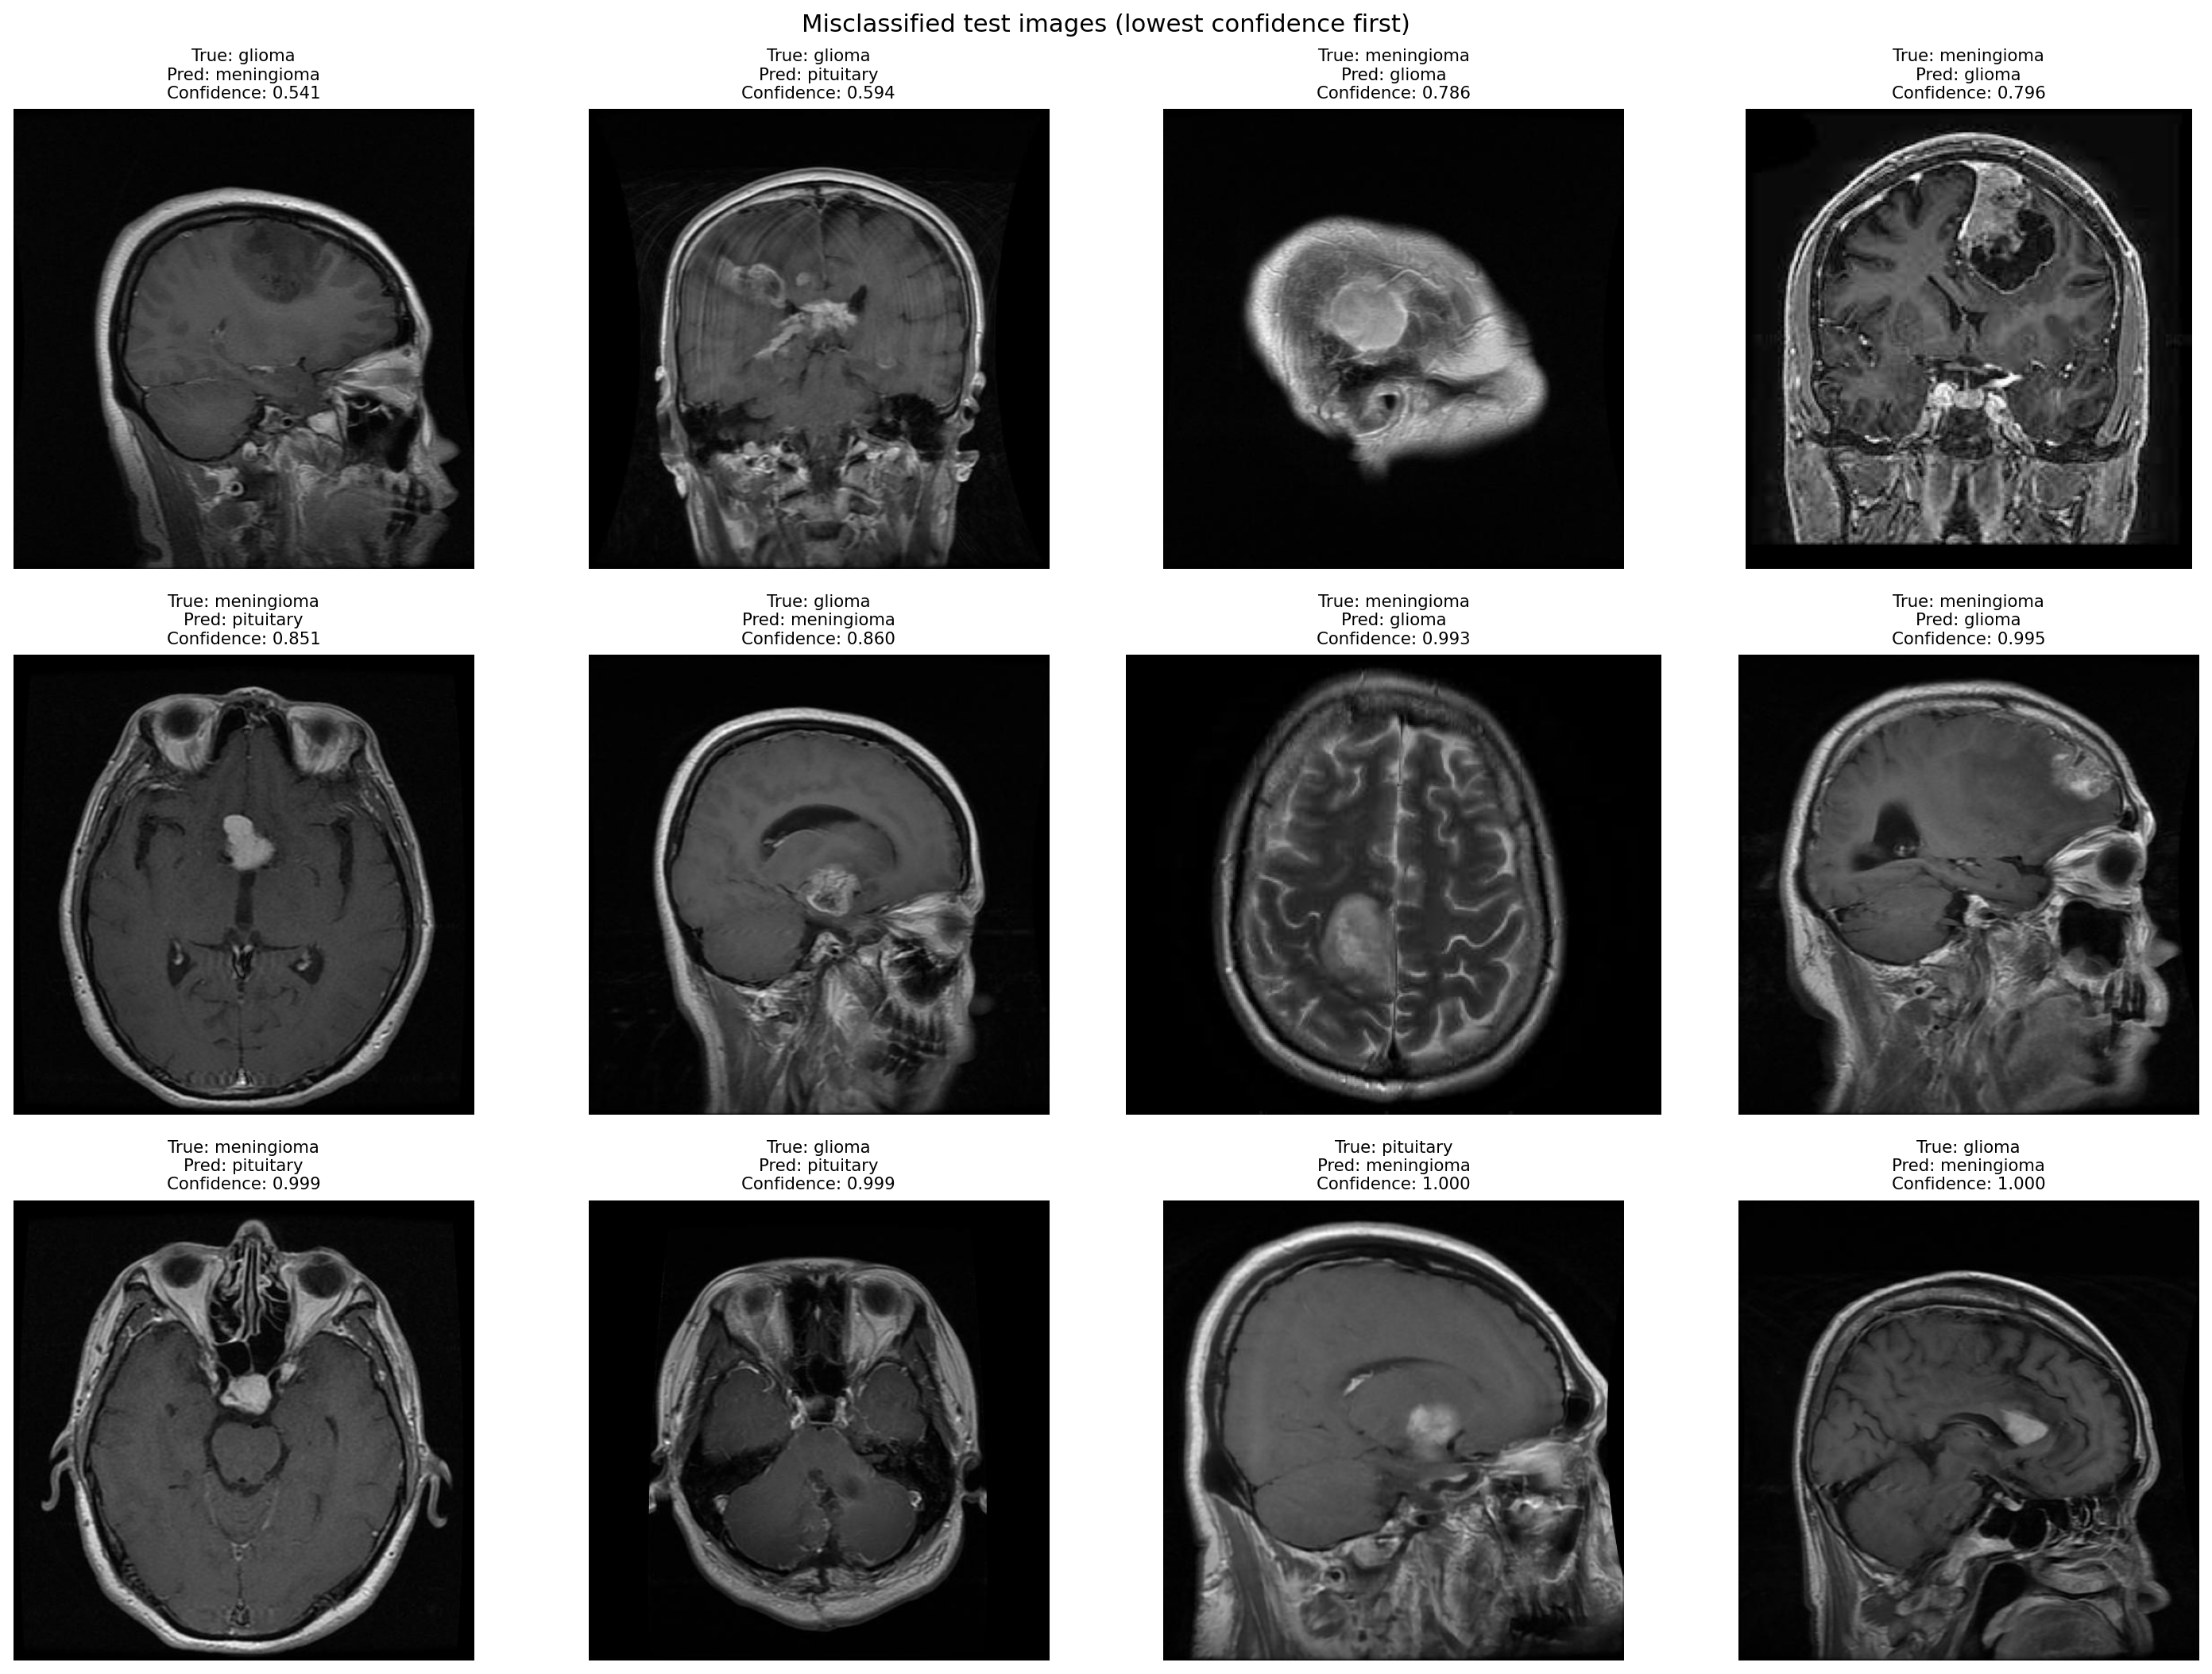 Misclassified test images (lowest confidence first)
True: glioma
Pred: meningioma
Confidence: 0.541
True: glioma
Pred: pituitary
Confidence: 0.594
True: meningioma
Pred: glioma
Confidence: 0.786
True: meningioma
Pred: glioma
Confidence: 0.796
True: meningioma
Pred: pituitary
Confidence: 0.851
True: glioma
Pred: meningioma
Confidence: 0.860
True: meningioma
Pred: glioma
Confidence: 0.993
True: meningioma
Pred: glioma
Confidence: 0.995
True: meningioma
Pred: pituitary
Confidence: 0.999
True: glioma
Pred: pituitary
Confidence: 0.999
True: pituitary
Pred: meningioma
Confidence: 1.000
True: glioma
Pred: meningioma
Confidence: 1.000